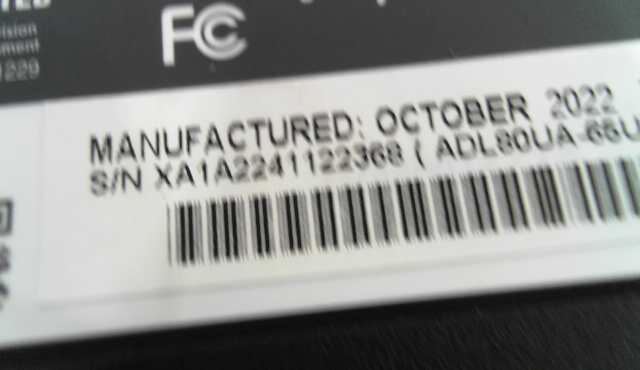 FC
MANUFACTURED: OCTOBER 2022
S/N XA1A2241122368 ( ADL80UA-65U